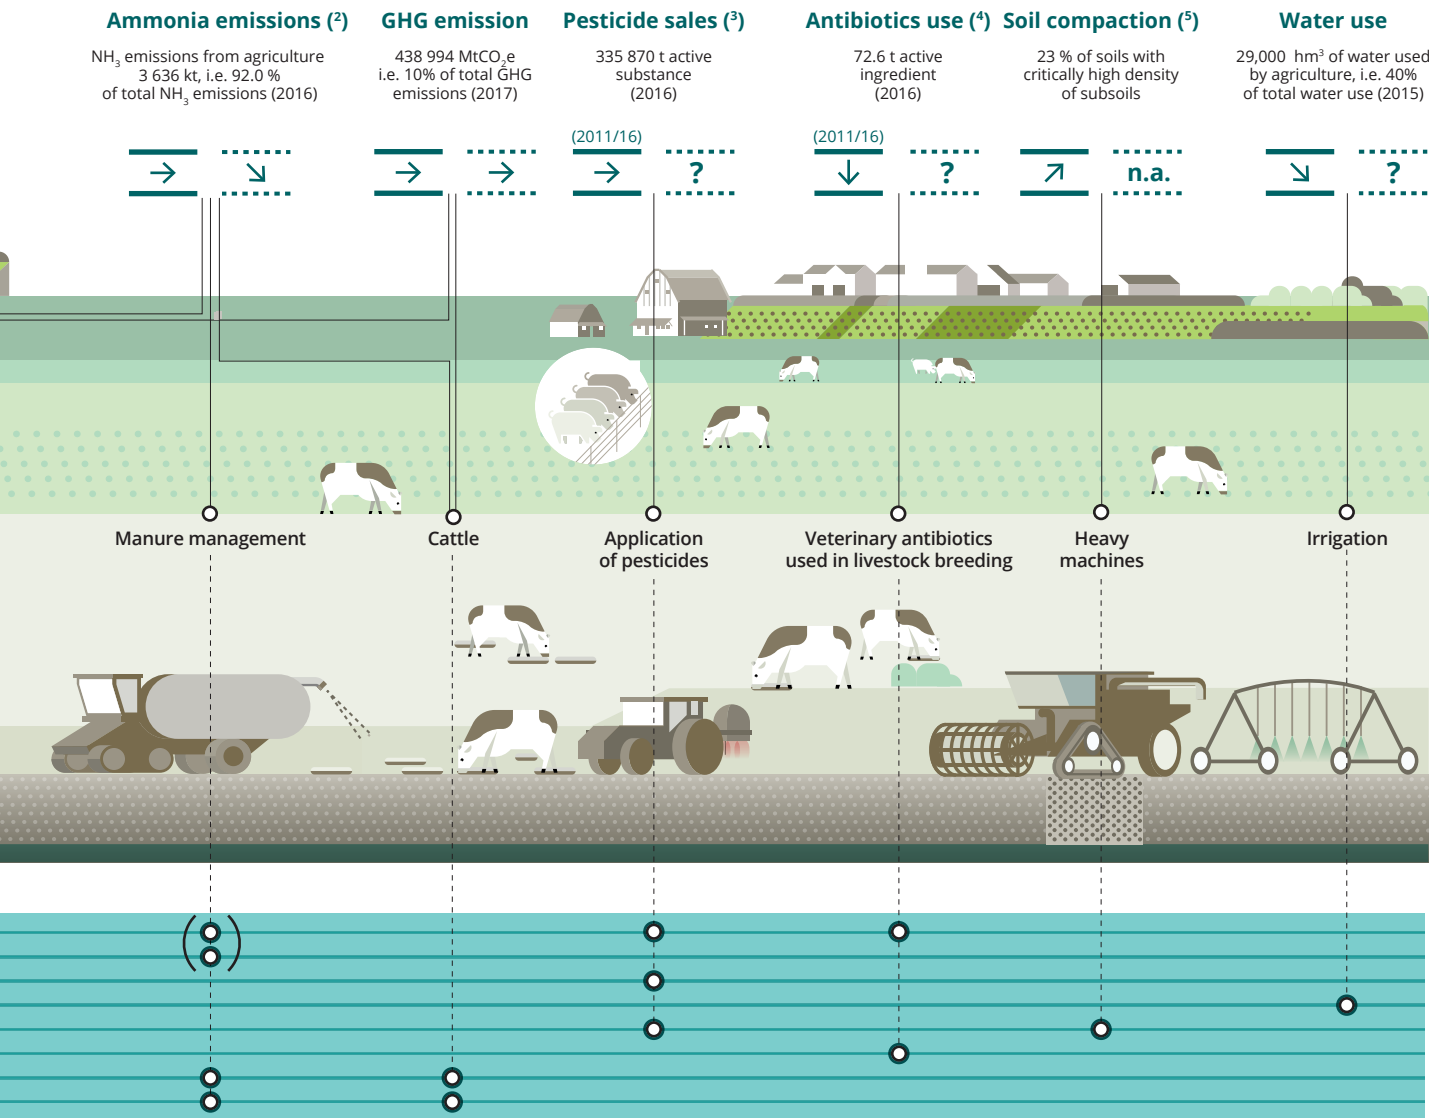 Ammonia emissions (²)
NH₃ emissions from agriculture
3 636 kt, i.e. 92.0 %
of total NH₃ emissions (2016)
GHG emission
438 994 MtCO₂e
i.e. 10% of total GHG
emissions (2017)
Pesticide sales (³)
335 870 t active
substance
(2016)
Antibiotics use (⁴)
72.6 t active
ingredient
(2016)
Soil compaction (⁵)
23 % of soils with
critically high density
of subsoils
Water use
29,000 hm³ of water used
by agriculture, i.e. 40%
of total water use (2015)
(2011/16)
(2011/16)
?
?
n.a.
?
Manure management
Cattle
Application
of pesticides
Veterinary antibiotics
used in livestock breeding
Heavy
machines
Irrigation